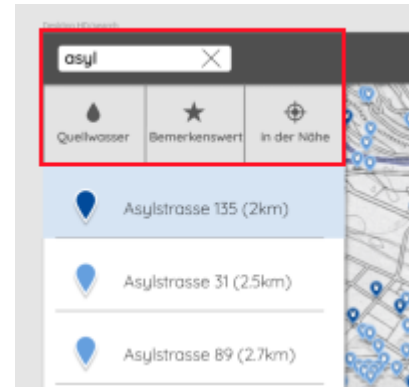 asyl
Quellwasser Bemerkenswert In der Nähe
Asylstrasse 135 (2km)
Asylstrasse 31 (2.5km)
Asylstrasse 89 (2.7km)